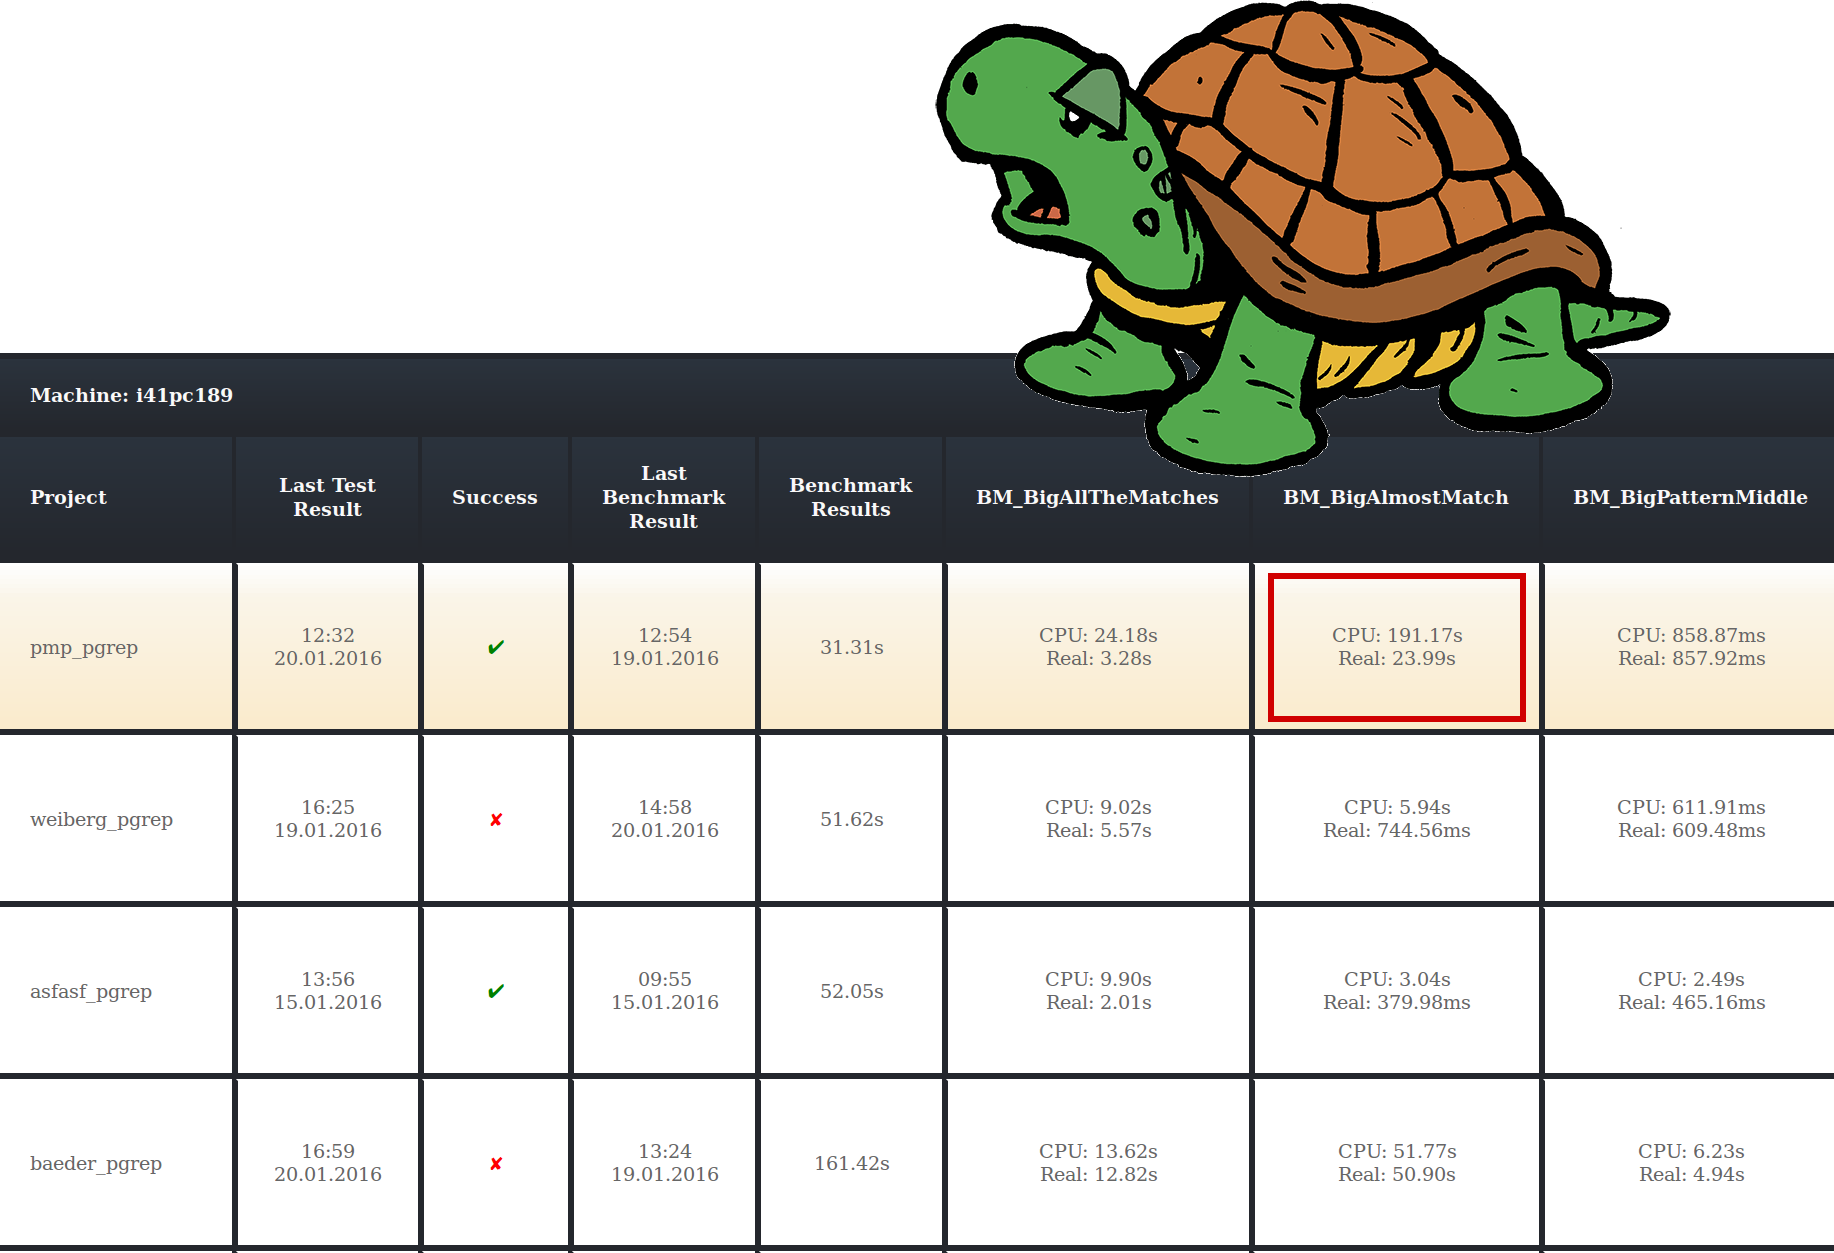 Machine: i41pc189
Project
Last Test
Result
Success
Last
Benchmark
Result
Benchmark
Results
BM_BigAllTheMatches
BM_BigAlmostMatch
BM_BigPatternMiddle
pmp_pgrep
12:32
20.01.2016
✔
12:54
19.01.2016
31.31s
CPU: 24.18s
Real: 3.28s
CPU: 191.17s
Real: 23.99s
CPU: 858.87ms
Real: 857.92ms
weiberg_pgrep
16:25
19.01.2016
✘
14:58
20.01.2016
51.62s
CPU: 9.02s
Real: 5.57s
CPU: 5.94s
Real: 744.56ms
CPU: 611.91ms
Real: 609.48ms
asfasf_pgrep
13:56
15.01.2016
✔
09:55
15.01.2016
52.05s
CPU: 9.90s
Real: 2.01s
CPU: 3.04s
Real: 379.98ms
CPU: 2.49s
Real: 465.16ms
baeder_pgrep
16:59
20.01.2016
✘
13:24
19.01.2016
161.42s
CPU: 13.62s
Real: 12.82s
CPU: 51.77s
Real: 50.90s
CPU: 6.23s
Real: 4.94s